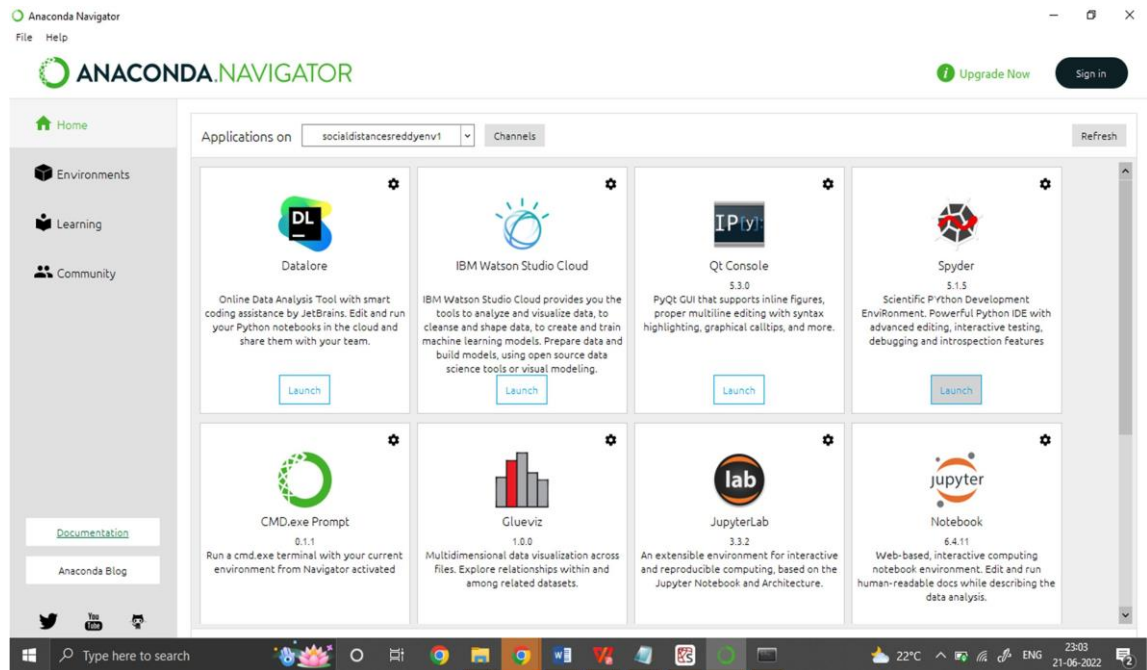 Anaconda Navigator
File Help
ANACONDA.NAVIGATOR
Upgrade Now
Sign in
Home
Environments
Learning
Community
Documentation
Anaconda Blog
You
Tube
Applications on
socialdistancesreddyenv1
Channels
Refresh
DL
Datalore
Online Data Analysis Tool with smart
coding assistance by JetBrains. Edit and run
your Python notebooks in the cloud and
share them with your team.
Launch
IBM Watson Studio Cloud
IBM Watson Studio Cloud provides you the
tools to analyze and visualize data, to
cleanse and shape data, to create and train
machine learning models. Prepare data and
build models, using open source data
science tools or visual modeling.
Launch
IP[y]:
Qt Console
5.3.0
PyQt GUI that supports inline figures,
proper multiline editing with syntax
highlighting, graphical calltips, and more.
Launch
Spyder
5.1.5
Scientific PYthon Development
EnviRonment. Powerful Python IDE with
advanced editing, interactive testing,
debugging and introspection features
Launch
CMD.exe Prompt
0.1.1
Run a cmd.exe terminal with your current
environment from Navigator activated
Glueviz
1.0.0
Multidimensional data visualization across
files. Explore relationships within and
among related datasets.
lab
JupyterLab
3.3.2
An extensible environment for interactive
and reproducible computing, based on the
Jupyter Notebook and Architecture.
jupyter
Notebook
6.4.11
Web-based, interactive computing
notebook environment. Edit and run
human-readable docs while describing the
data analysis.
Type here to search
22°C
ENG
23:03
21-06-2022